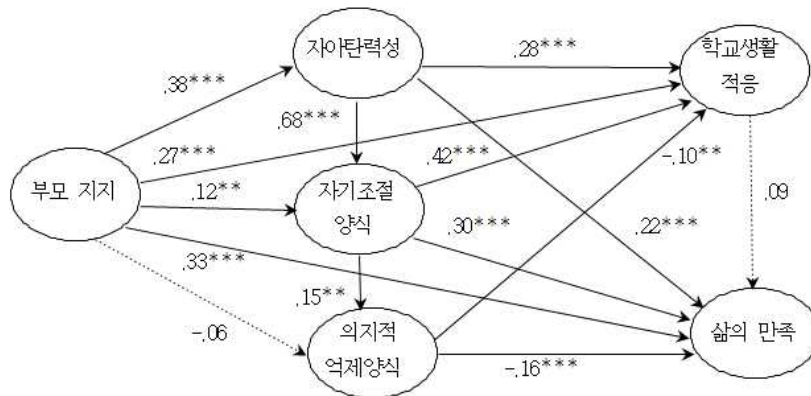 자아탄력성
.28***
학교생활
적응
.38***
.68***
.27***
.42***
-.10**
부모 지지
.12**
자기조절
양식
.09
.30***
.22***
.33***
.15**
-.06
의지적
억제양식
삶의 만족
-.16***